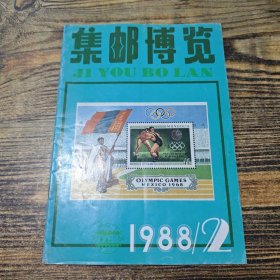 集邮博览
JI YOU BO LAN
OLYMPIC GAMES
MEXICO 1968
1988/2